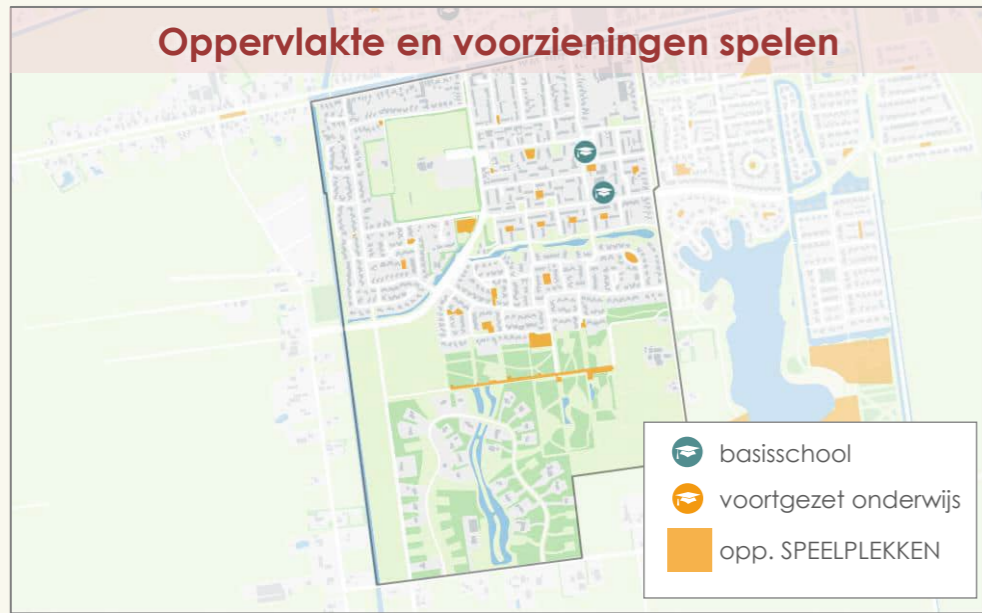 Oppervlakte en voorzieningen spelen
basisschool
voortgezet onderwijs
opp. SPEELPLEKKEN